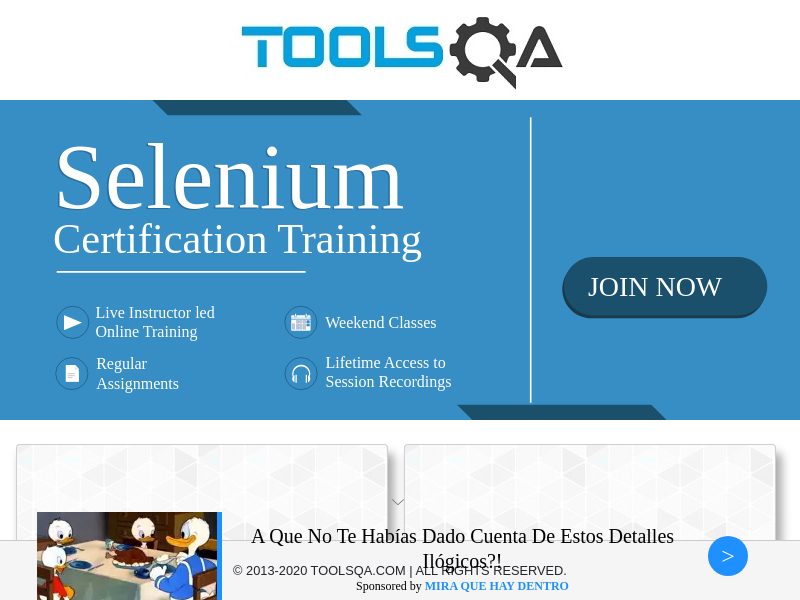 TOOLSQA
Selenium
Certification Training
Live Instructor led
Online Training
Weekend Classes
Regular
Assignments
Lifetime Access to
Session Recordings
JOIN NOW
A Que No Te Habías Dado Cuenta De Estos Detalles
Ilógicos?!
>
© 2013-2020 TOOLSQA.COM | ALL RIGHTS RESERVED.
Sponsored by MIRA QUE HAY DENTRO